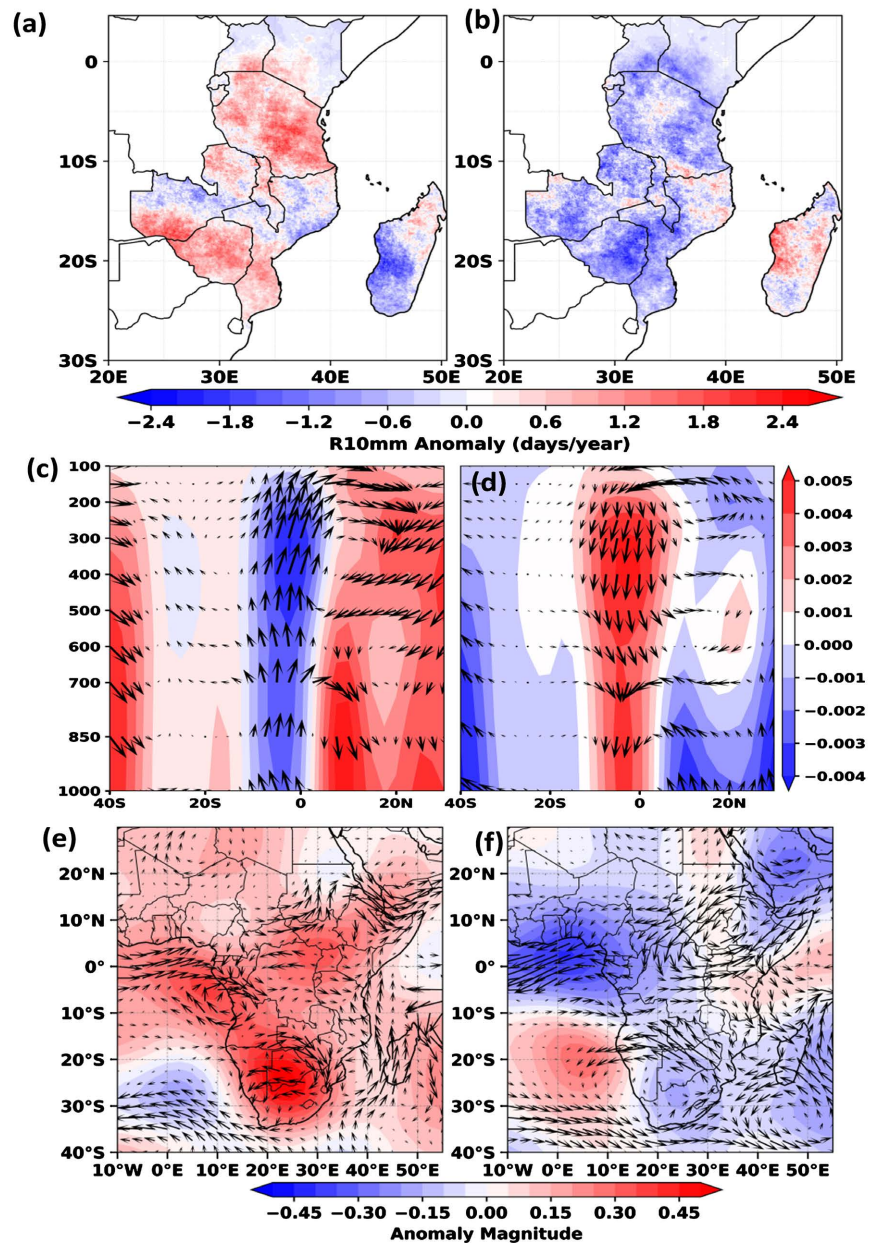 (a) (b)
0 0
10S 10S
20S 20S
30S 30S
20 30E 40E 50E 20 30E 40E 50E
−2.4 −1.8 −1.2 −0.6 0.0 0.6 1.2 1.8 2.4
R10mm Anomaly (days/year)
(c) (d)
100
200
300
400
500
600
700
850
1000
40S 20S 0 20N 40S 20S 0 20N
0.005
0.004
0.003
0.002
0.001
0.000
−0.001
−0.002
−0.003
−0.004
(e) (f)
20°N 20°N
10°N 10°N
0° 0°
10°S 10°S
20°S 20°S
30°S 30°S
40°S 40°S
10°W 0°E 10°E 20°E 30°E 40°E 50°E 10°W 0°E 10°E 20°E 30°E 40°E 50°E
−0.45 −0.30 −0.15 0.00 0.15 0.30 0.45
Anomaly Magnitude